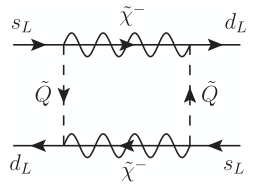 s_L χ̃⁻ d_L
Q̃ Q̃
d_L χ̃⁻ s_L